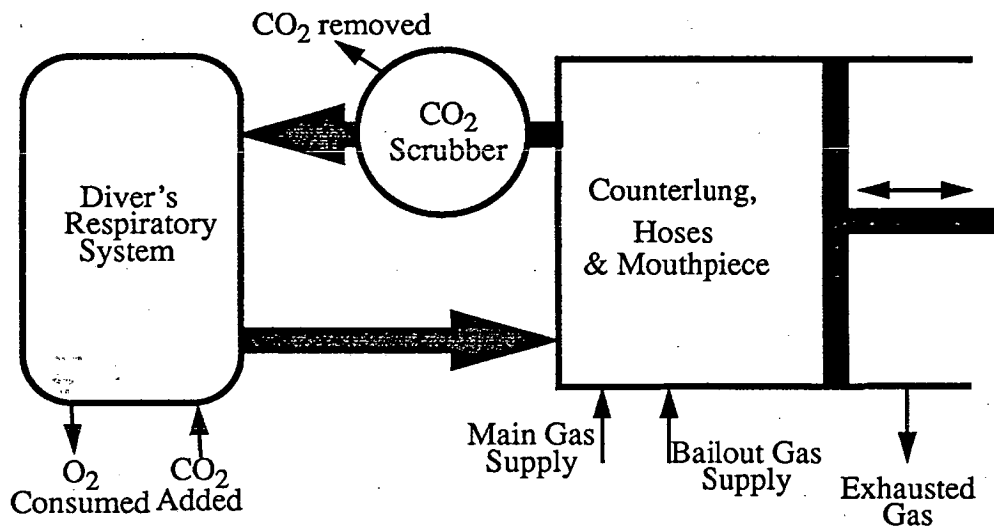 CO2 removed
CO2
Scrubber
Diver's
Respiratory
System
Counterlung,
Hoses
& Mouthpiece
O2
Consumed
CO2
Added
Main Gas
Supply
Bailout Gas
Supply
Exhausted
Gas